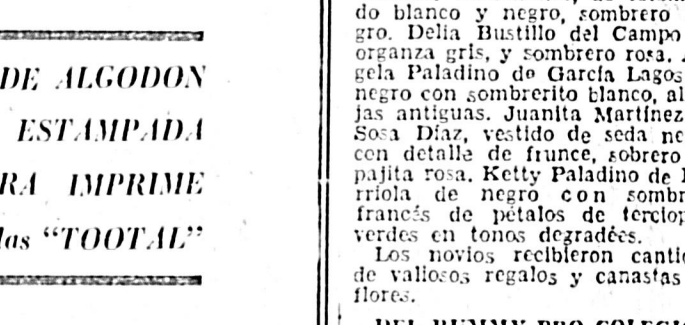 DE ALGODON
ESTAMPADA
RA IMPRIME
las "TOOTAL"
do blanco y negro, sombrero
gro. Delia Bustillo del Campo
organza gris, y sombrero rosa.
gela Paladino de García Lagos
negro con sombrerito blanco, al
jas antiguas. Juanita Martínez
Sosa Díaz, vestido de seda ne
con detalle de frunce, sobrero
pajita rosa. Ketty Paladino de
rriola de negro con sombr
francés de pétalos de terciop
verdes en tonos degradées.
Los novios recibieron canti
de valiosos regalos y canastas
flores.